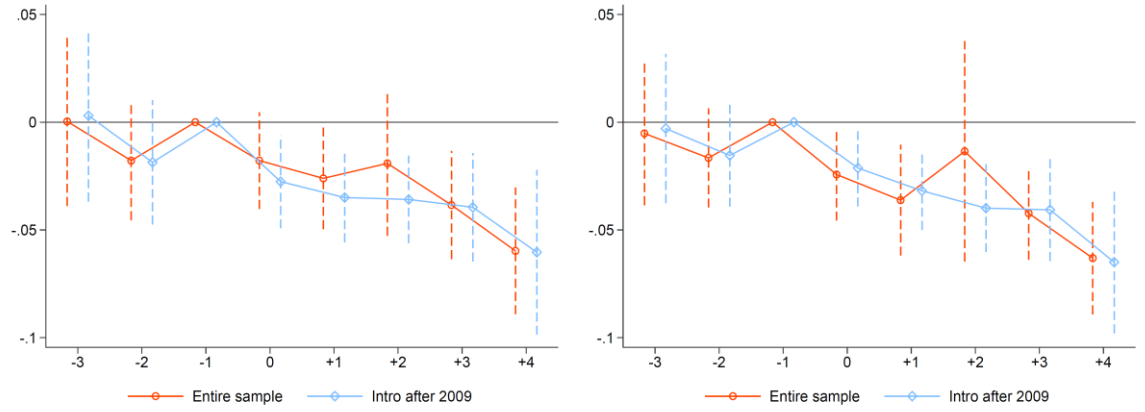 .05
0
-.05
-.1
-3 -2 -1 0 +1 +2 +3 +4
Entire sample Intro after 2009
.05
0
-.05
-.1
-3 -2 -1 0 +1 +2 +3 +4
Entire sample Intro after 2009